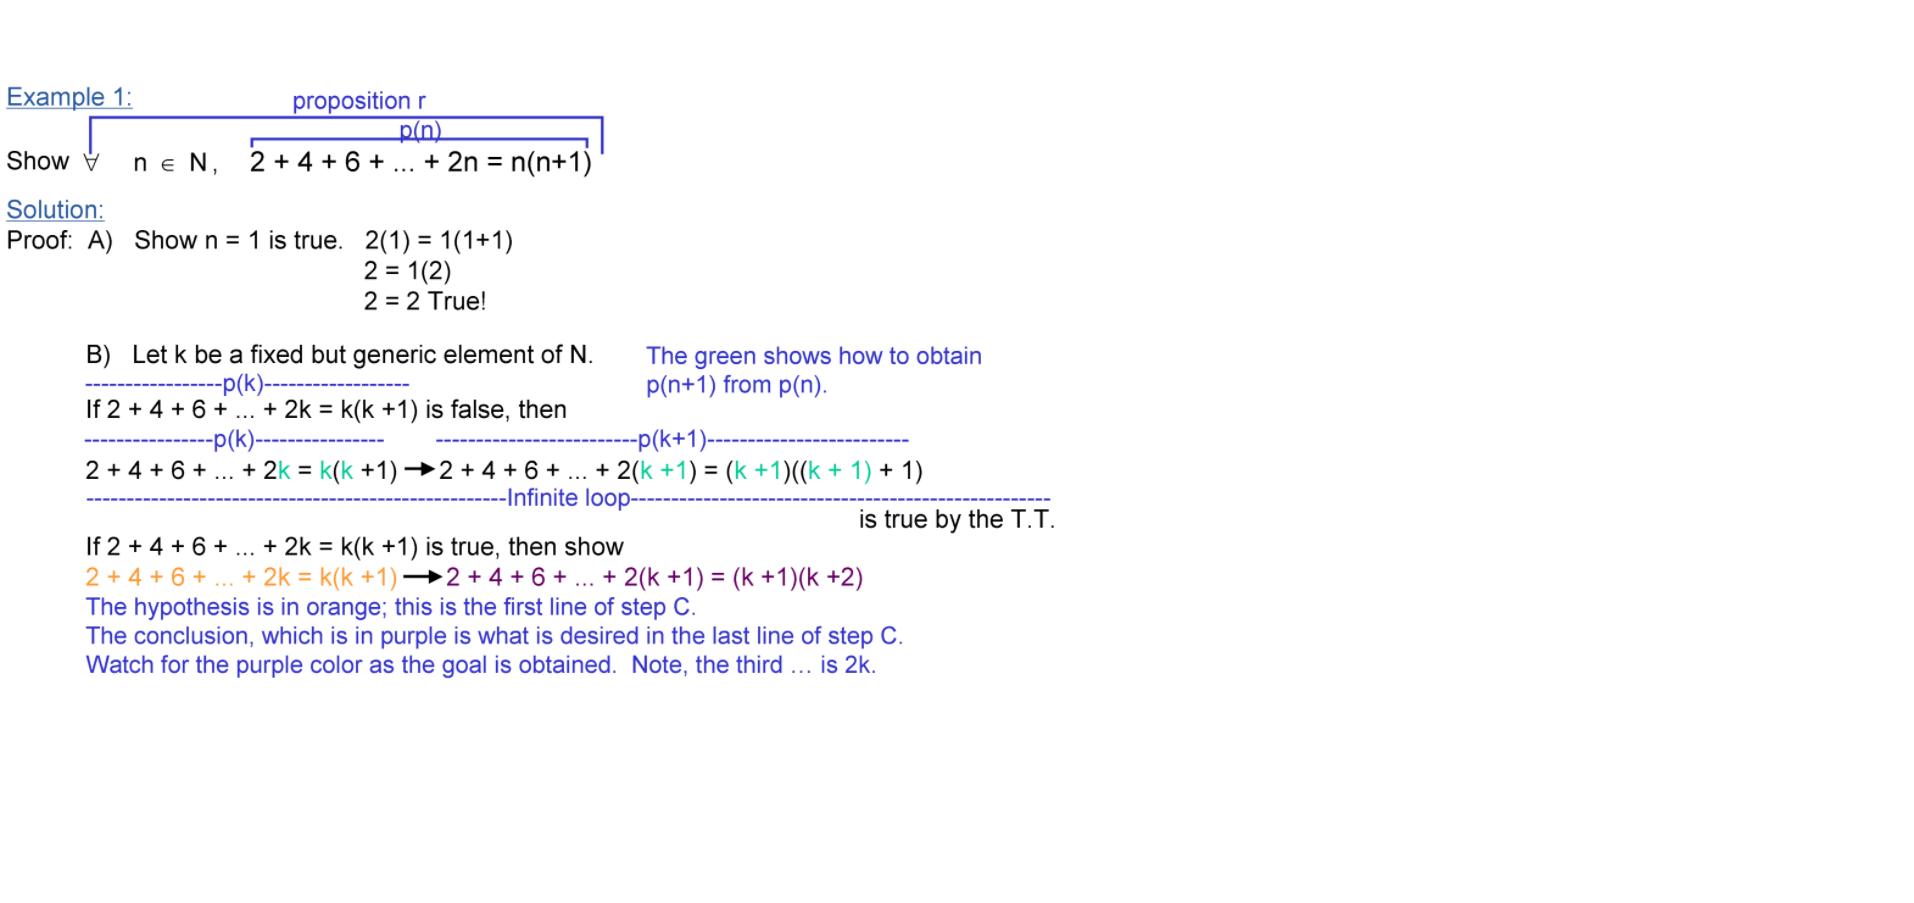 Example 1:
proposition r
p(n)
Show ∀ n ∈ N, 2 + 4 + 6 + ... + 2n = n(n+1)
Solution:
Proof: A) Show n = 1 is true. 2(1) = 1(1+1)
2 = 1(2)
2 = 2 True!
B) Let k be a fixed but generic element of N.
The green shows how to obtain
p(n+1) from p(n).
-----------------p(k)------------------
If 2 + 4 + 6 + ... + 2k = k(k +1) is false, then
----------------p(k)---------------- -------------------------p(k+1)-------------------------
2 + 4 + 6 + ... + 2k = k(k +1) → 2 + 4 + 6 + ... + 2(k +1) = (k +1)((k + 1) + 1)
----------------------------------------------------Infinite loop----------------------------------------------------
is true by the T.T.
If 2 + 4 + 6 + ... + 2k = k(k +1) is true, then show
2 + 4 + 6 + ... + 2k = k(k +1) → 2 + 4 + 6 + ... + 2(k +1) = (k +1)(k +2)
The hypothesis is in orange; this is the first line of step C.
The conclusion, which is in purple is what is desired in the last line of step C.
Watch for the purple color as the goal is obtained. Note, the third … is 2k.